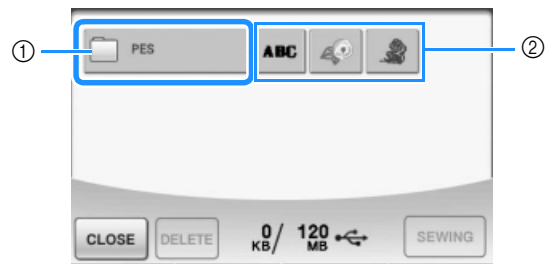 ① PES ABC ②
CLOSE DELETE 0 KB / 120 MB SEWING